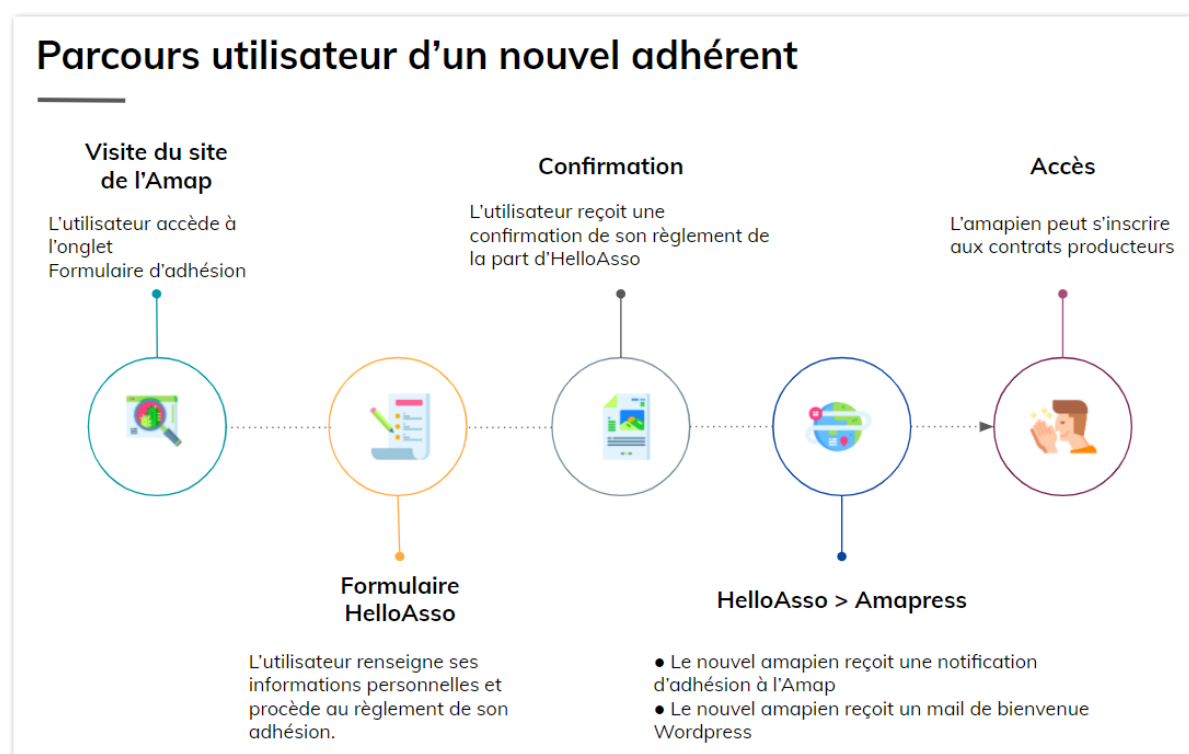 Parcours utilisateur d'un nouvel adhérent
Visite du site
de l'Amap
L'utilisateur accède à
l'onglet
Formulaire d'adhésion
Confirmation
L'utilisateur reçoit une
confirmation de son règlement de
la part d'HelloAsso
Accès
L'amapien peut s'inscrire
aux contrats producteurs
Formulaire
HelloAsso
L'utilisateur renseigne ses
informations personnelles et
procède au règlement de son
adhésion.
HelloAsso > Amapress
● Le nouvel amapien reçoit une notification
d'adhésion à l'Amap
● Le nouvel amapien reçoit un mail de bienvenue
Wordpress